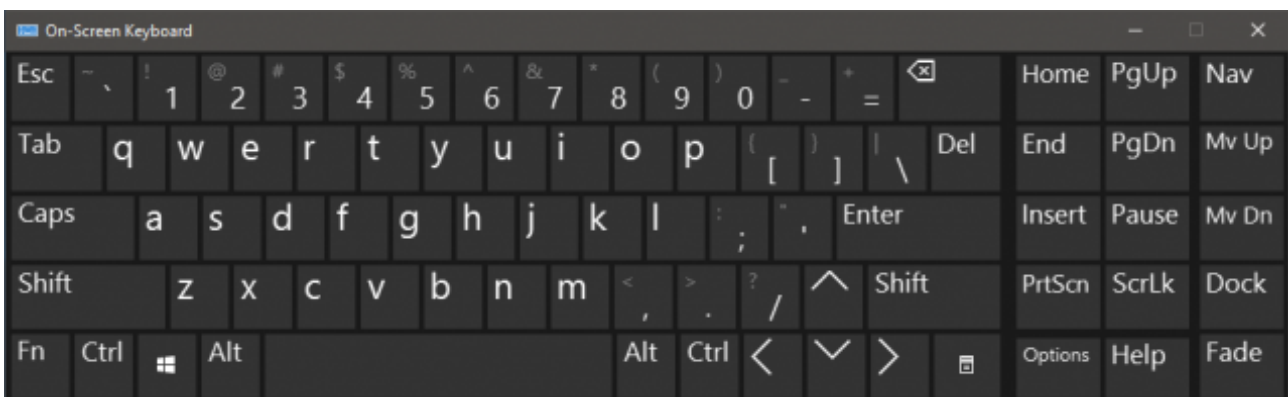 On-Screen Keyboard
Esc ~ ` ! 1 @ 2 # 3 $ 4 % 5 ^ 6 & 7 * 8 ( 9 ) 0 _ - + = Home PgUp Nav
Tab q w e r t y u i o p { [ } ] | \ Del End PgDn Mv Up
Caps a s d f g h j k l : ; " ' Enter Insert Pause Mv Dn
Shift z x c v b n m < , > . ? / Shift PrtScn ScrLk Dock
Fn Ctrl Alt Alt Ctrl Options Help Fade